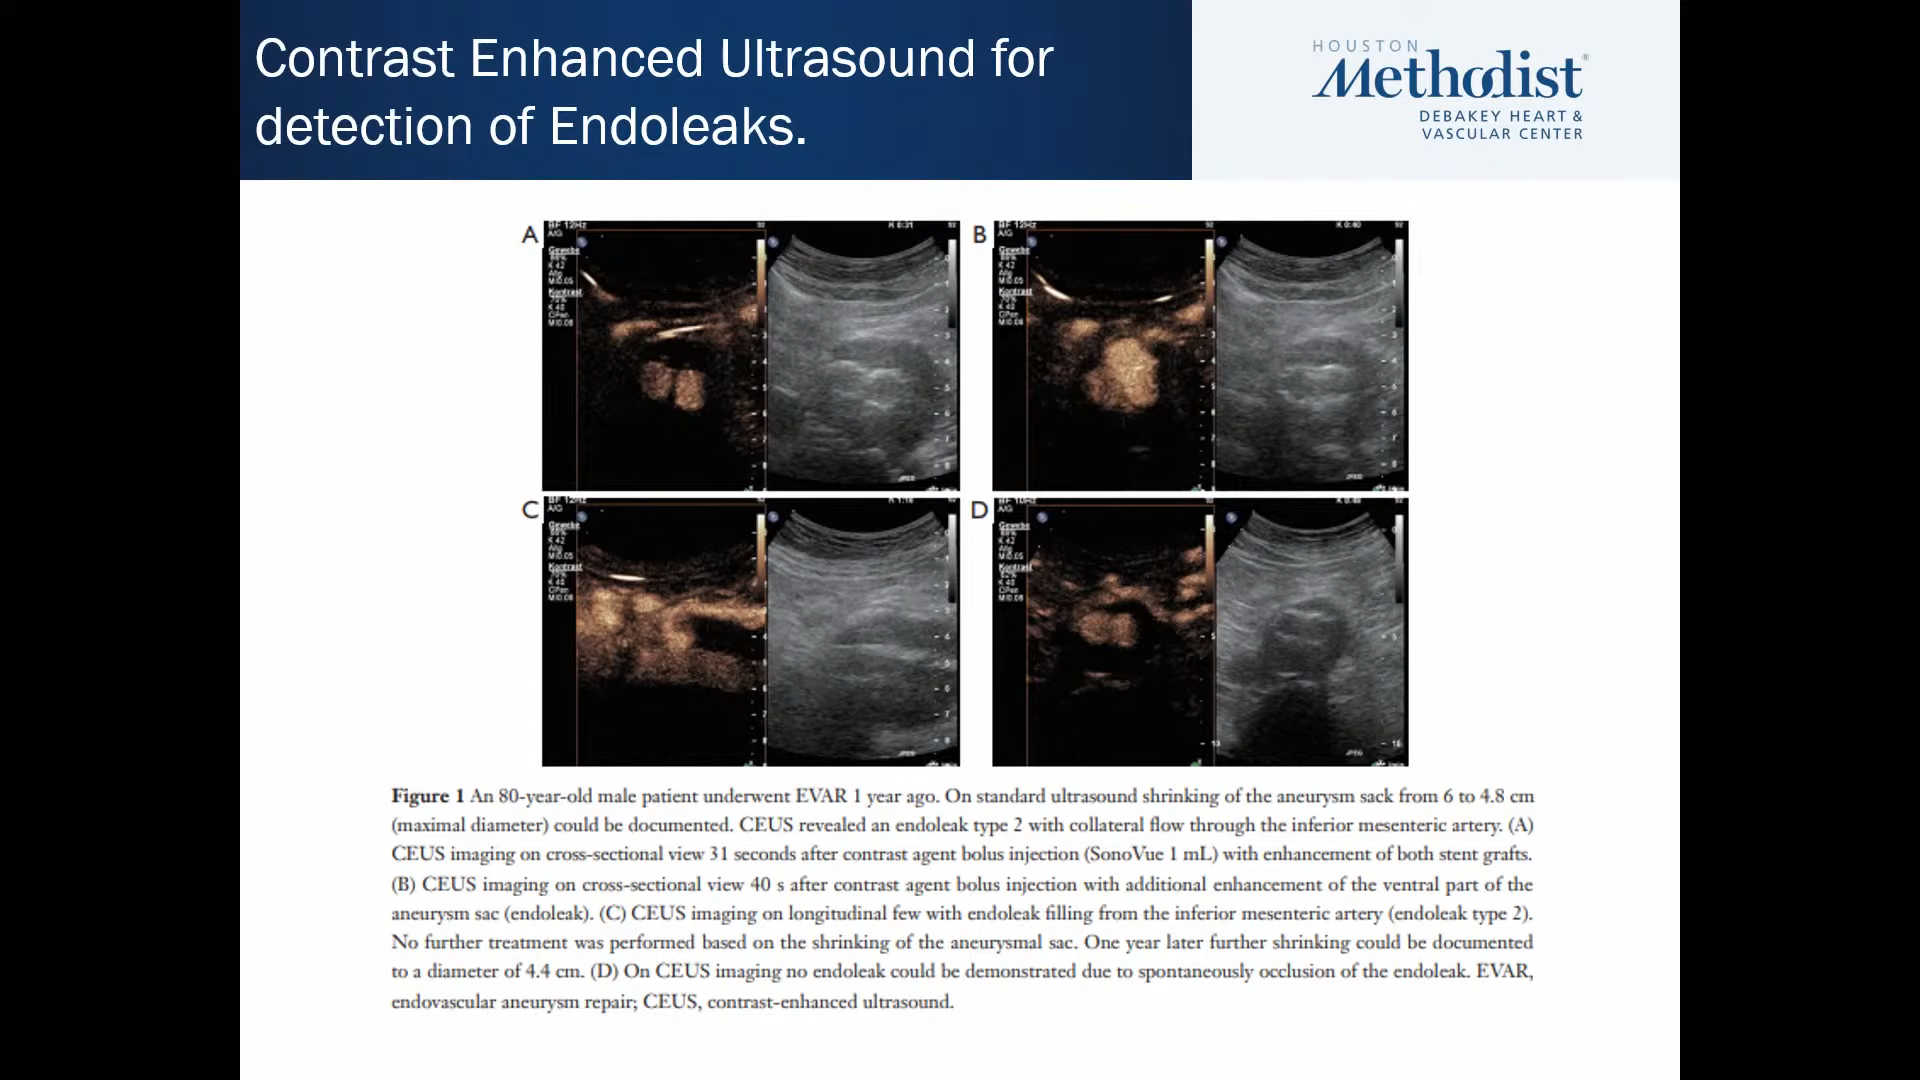 Contrast Enhanced Ultrasound for
detection of Endoleaks.
HOUSTON
Methodist®
DEBAKEY HEART &
VASCULAR CENTER
A
B
C
D
Figure 1 An 80-year-old male patient underwent EVAR 1 year ago. On standard ultrasound shrinking of the aneurysm sack from 6 to 4.8 cm
(maximal diameter) could be documented. CEUS revealed an endoleak type 2 with collateral flow through the inferior mesenteric artery. (A)
CEUS imaging on cross-sectional view 31 seconds after contrast agent bolus injection (SonoVue 1 mL) with enhancement of both stent grafts.
(B) CEUS imaging on cross-sectional view 40 s after contrast agent bolus injection with additional enhancement of the ventral part of the
aneurysm sac (endoleak). (C) CEUS imaging on longitudinal few with endoleak filling from the inferior mesenteric artery (endoleak type 2).
No further treatment was performed based on the shrinking of the aneurysmal sac. One year later further shrinking could be documented
to a diameter of 4.4 cm. (D) On CEUS imaging no endoleak could be demonstrated due to spontaneously occlusion of the endoleak. EVAR,
endovascular aneurysm repair; CEUS, contrast-enhanced ultrasound.